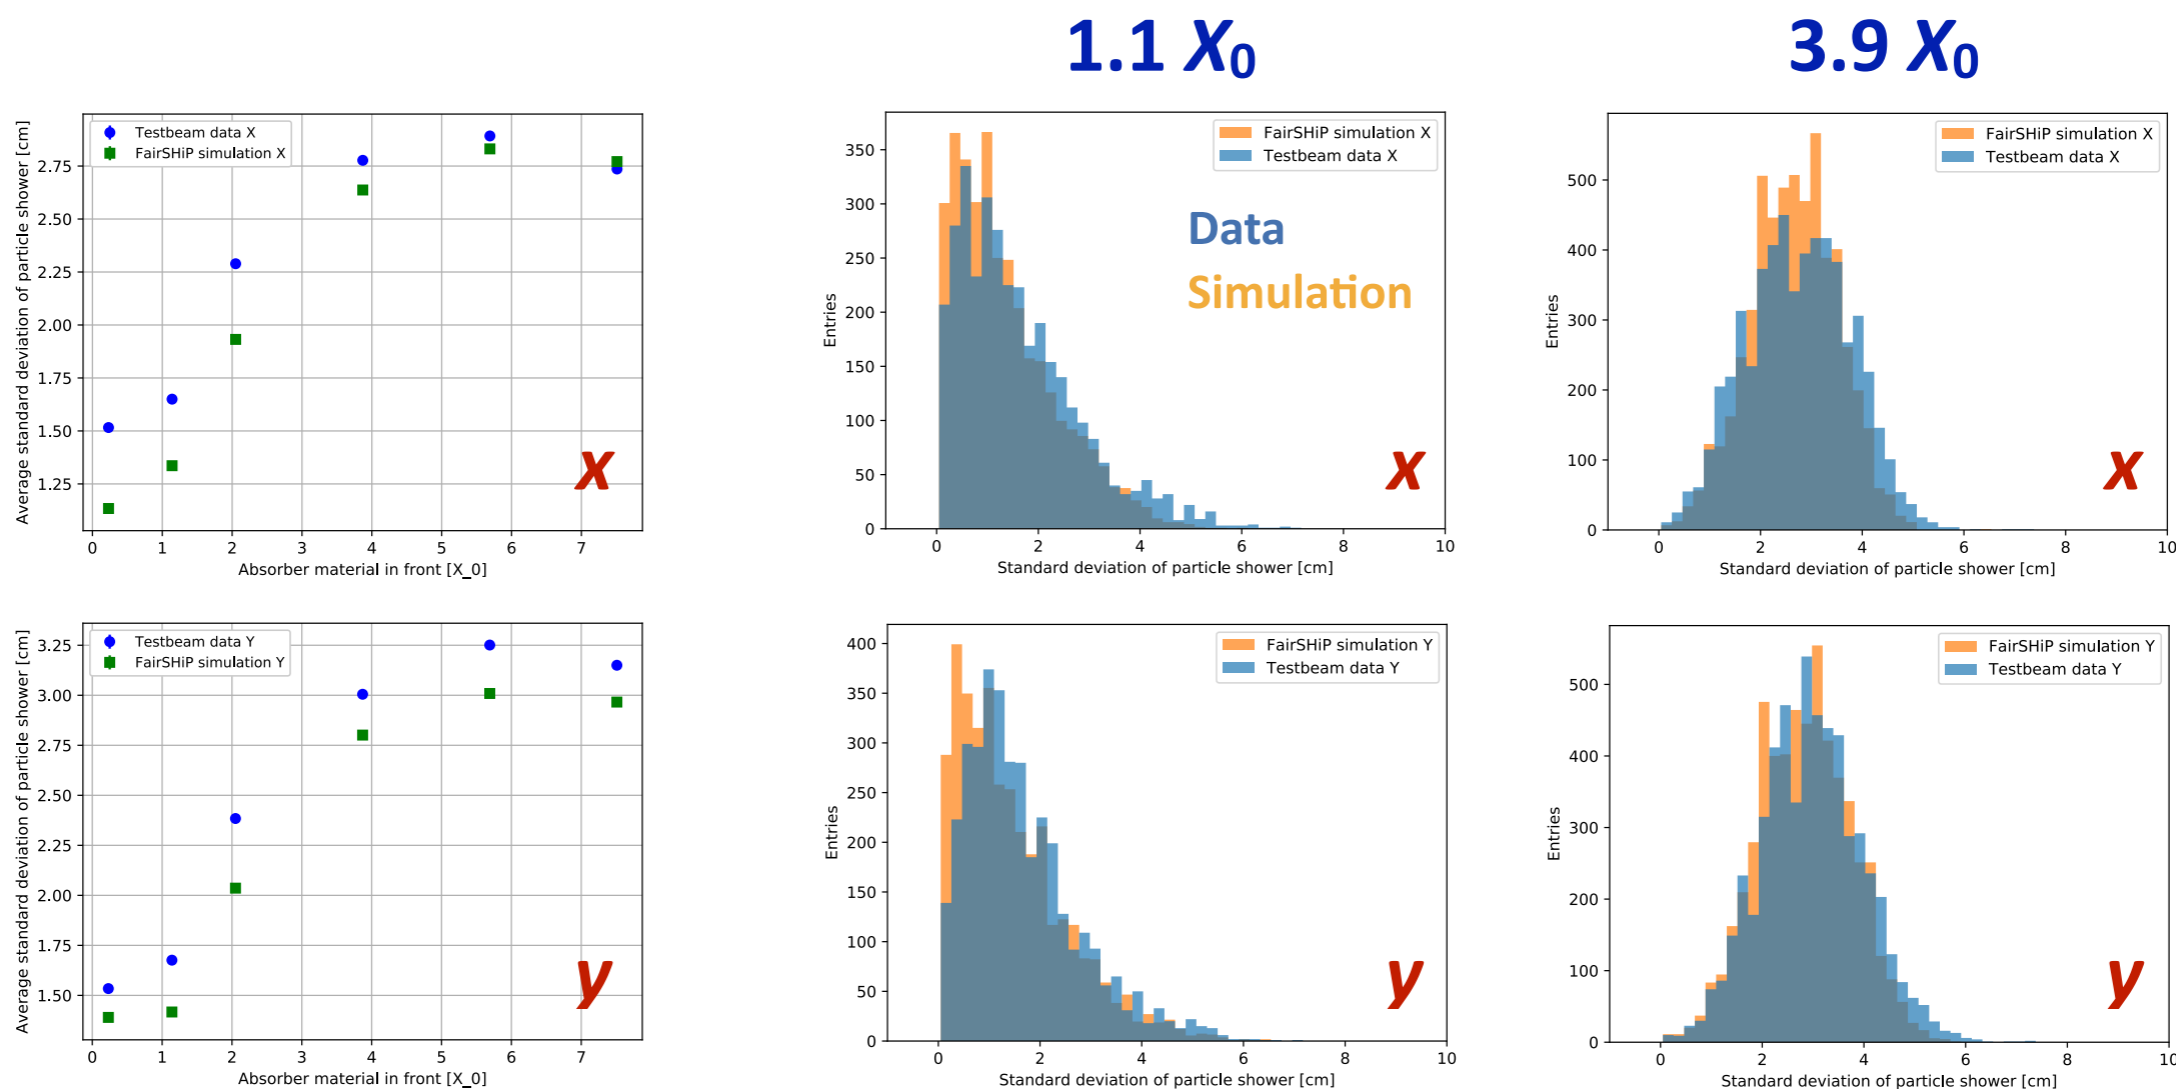 1.1 X0
3.9 X0
Testbeam data X
FairSHiP simulation X
Average standard deviation of particle shower [cm]
2.75
2.50
2.25
2.00
1.75
1.50
1.25
0 1 2 3 4 5 6 7
Absorber material in front [X_0]
x
FairSHiP simulation X
Testbeam data X
Data
Simulation
Entries
350
300
250
200
150
100
50
0
0 2 4 6 8 10
Standard deviation of particle shower [cm]
x
FairSHiP simulation X
Testbeam data X
Entries
500
400
300
200
100
0
0 2 4 6 8 10
Standard deviation of particle shower [cm]
x
Testbeam data Y
FairSHiP simulation Y
Average standard deviation of particle shower [cm]
3.25
3.00
2.75
2.50
2.25
2.00
1.75
1.50
0 1 2 3 4 5 6 7
Absorber material in front [X_0]
y
FairSHiP simulation Y
Testbeam data Y
Entries
400
350
300
250
200
150
100
50
0
0 2 4 6 8 10
Standard deviation of particle shower [cm]
y
FairSHiP simulation Y
Testbeam data Y
Entries
500
400
300
200
100
0
0 2 4 6 8 10
Standard deviation of particle shower [cm]
y